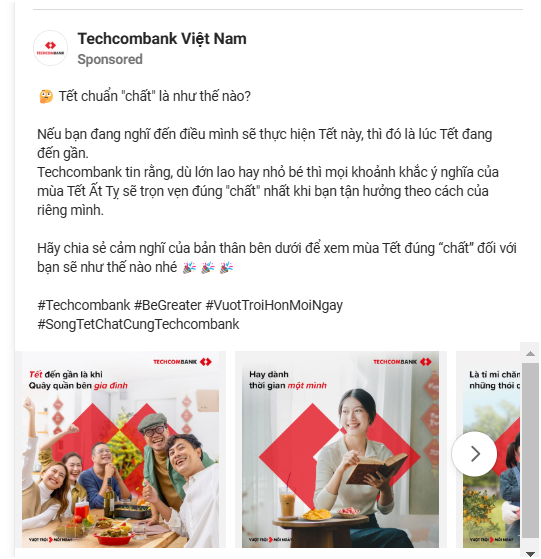 Techcombank Việt Nam
TECHCOMBANK
Sponsored
🤔 Tết chuẩn "chất" là như thế nào?
Nếu bạn đang nghĩ đến điều mình sẽ thực hiện Tết này, thì đó là lúc Tết đang
đến gần.
Techcombank tin rằng, dù lớn lao hay nhỏ bé thì mọi khoảnh khắc ý nghĩa của
mùa Tết Ất Tỵ sẽ trọn vẹn đúng "chất" nhất khi bạn tận hưởng theo cách của
riêng mình.
Hãy chia sẻ cảm nghĩ của bản thân bên dưới để xem mùa Tết đúng “chất” đối với
bạn sẽ như thế nào nhé 🎉 🎉 🎉
#Techcombank #BeGreater #VuotTroiHonMoiNgay
#SongTetChatCungTechcombank
TECHCOMBANK
Tết đến gần là khi
Quây quần bên gia đình
VƯỢT TRỘI MỖI NGÀY
TECHCOMBANK
Hay dành
thời gian một mình
VƯỢT TRỘI MỖI NGÀY
Là tỉ mỉ chăm
những thói
VƯỢT TRỘI MỖI NGÀY